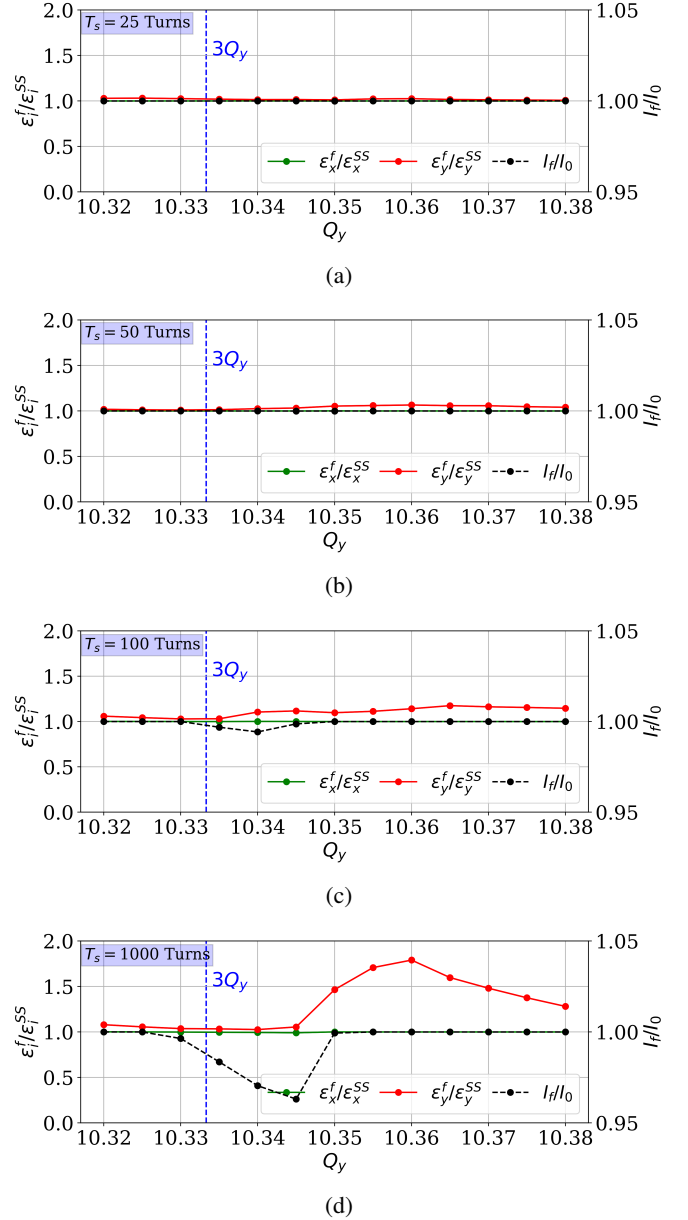 T_s = 25 Turns
3Q_y
2.0
1.5
1.0
0.5
0.0
ε_i^f/ε_i^SS
1.05
1.00
0.95
I_f/I_0
ε_x^f/ε_x^SS ε_y^f/ε_y^SS I_f/I_0
10.32 10.33 10.34 10.35 10.36 10.37 10.38
Q_y
(a)
T_s = 50 Turns
3Q_y
2.0
1.5
1.0
0.5
0.0
ε_i^f/ε_i^SS
1.05
1.00
0.95
I_f/I_0
ε_x^f/ε_x^SS ε_y^f/ε_y^SS I_f/I_0
10.32 10.33 10.34 10.35 10.36 10.37 10.38
Q_y
(b)
T_s = 100 Turns
3Q_y
2.0
1.5
1.0
0.5
0.0
ε_i^f/ε_i^SS
1.05
1.00
0.95
I_f/I_0
ε_x^f/ε_x^SS ε_y^f/ε_y^SS I_f/I_0
10.32 10.33 10.34 10.35 10.36 10.37 10.38
Q_y
(c)
T_s = 1000 Turns
3Q_y
2.0
1.5
1.0
0.5
0.0
ε_i^f/ε_i^SS
1.05
1.00
0.95
I_f/I_0
ε_x^f/ε_x^SS ε_y^f/ε_y^SS I_f/I_0
10.32 10.33 10.34 10.35 10.36 10.37 10.38
Q_y
(d)